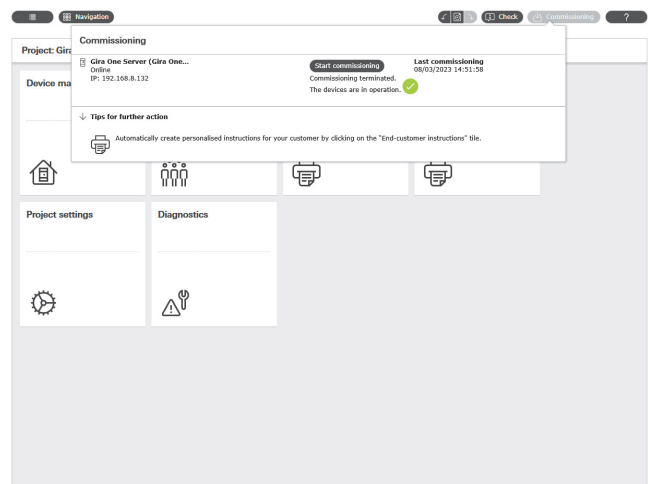 Navigation
Check
Commissioning
?
Project: Gira
Commissioning
Gira One Server (Gira One...
Online
IP: 192.168.8.132
Start commissioning
Commissioning terminated.
The devices are in operation.
Last commissioning
08/03/2023 14:51:58
Tips for further action
Automatically create personalised instructions for your customer by clicking on the "End-customer instructions" tile.
Device ma
Project settings
Diagnostics